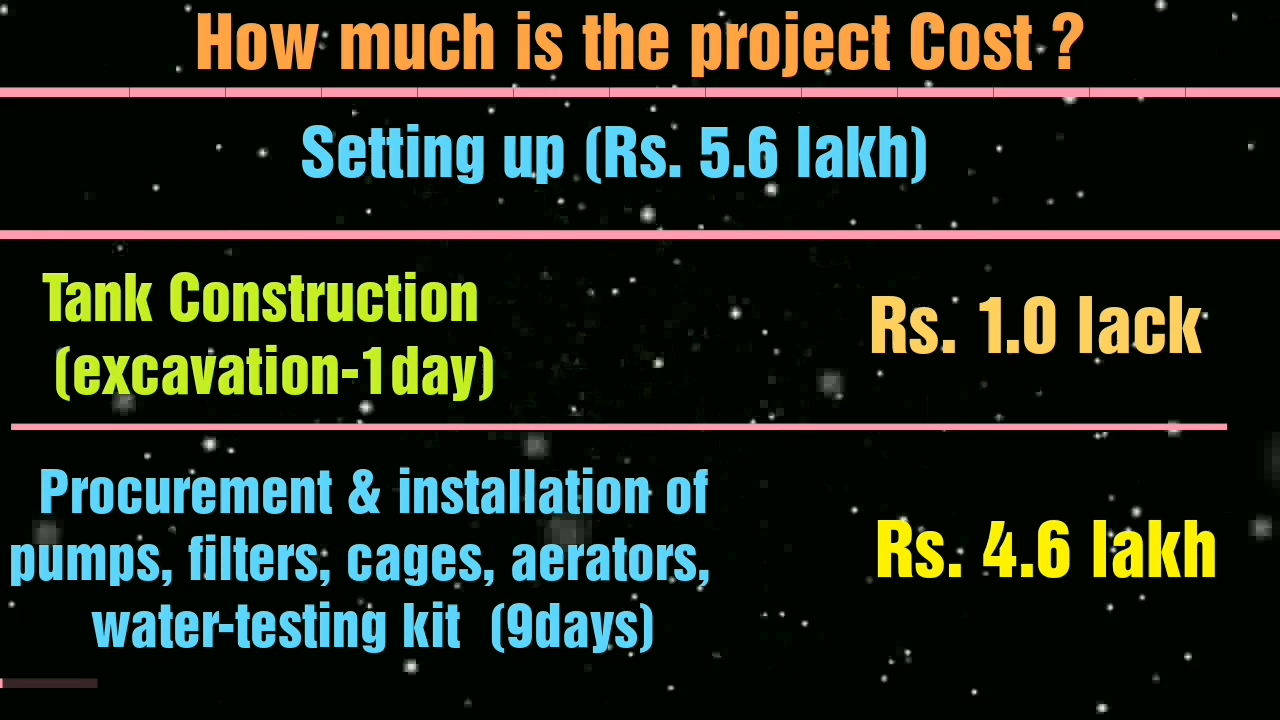 How much is the project Cost ?
Setting up (Rs. 5.6 lakh)
Tank Construction
(excavation-1day)
Rs. 1.0 lack
Procurement & installation of
pumps, filters, cages, aerators,
water-testing kit (9days)
Rs. 4.6 lakh